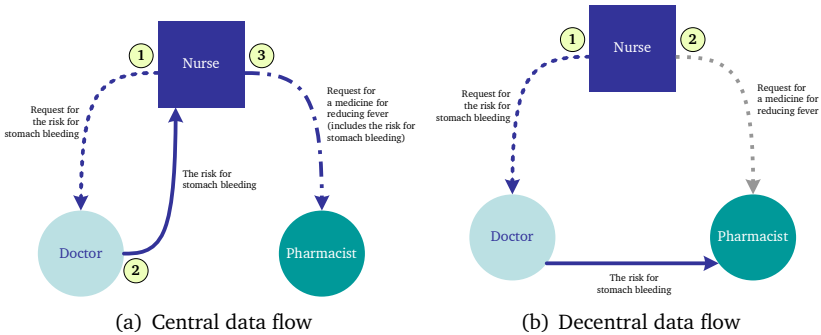 1
Nurse
3
Request for
the risk for
stomach bleeding
Request for
a medicine for
reducing fever
(includes the risk for
stomach bleeding)
The risk for
stomach bleeding
Doctor
2
Pharmacist
(a) Central data flow
1
Nurse
2
Request for
the risk for
stomach bleeding
Request for
a medicine for
reducing fever
Doctor
Pharmacist
The risk for
stomach bleeding
(b) Decentral data flow